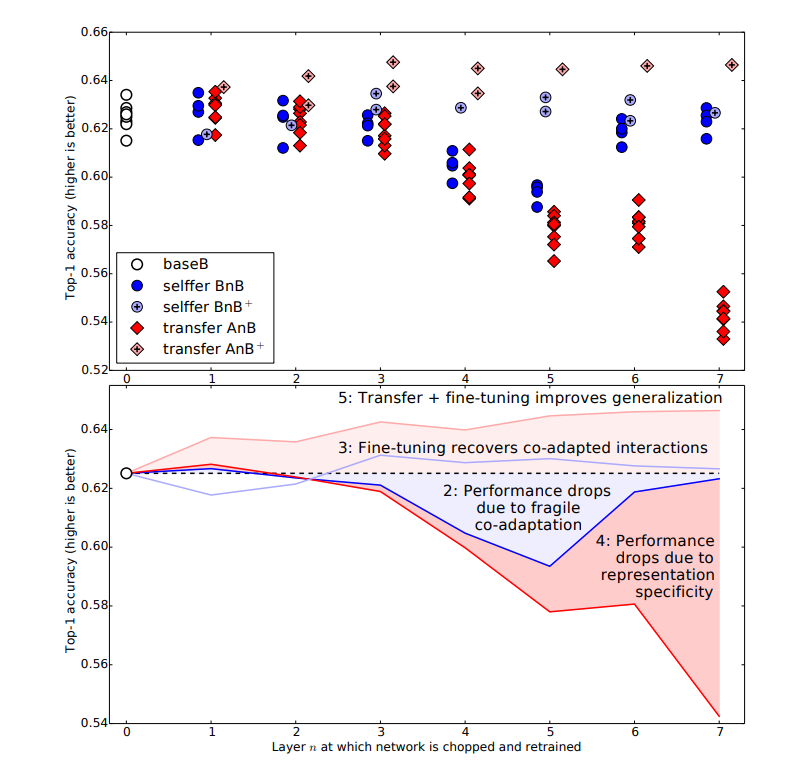 0.66
0.64
0.62
0.60
0.58
0.56
0.54
0.52
Top-1 accuracy (higher is better)
baseB
selffer BnB
selffer BnB⁺
transfer AnB
transfer AnB⁺
0 1 2 3 4 5 6 7
5: Transfer + fine-tuning improves generalization
3: Fine-tuning recovers co-adapted interactions
2: Performance drops
due to fragile
co-adaptation
4: Performance
drops due to
representation
specificity
0.64
0.62
0.60
0.58
0.56
0.54
Top-1 accuracy (higher is better)
0 1 2 3 4 5 6 7
Layer n at which network is chopped and retrained